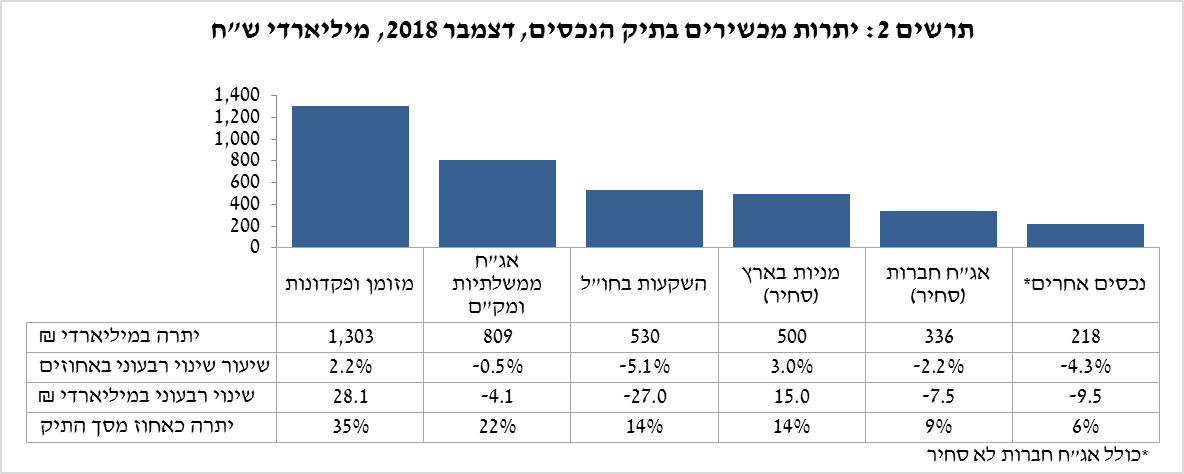 תרשים 2: יתרות מכשירים בתיק הנכסים, דצמבר 2018, מיליארדי ש"ח
1,400
1,200
1,000
800
600
400
200
0
מזומן ופקדונות
אג"ח
ממשלתיות
ומק"ם
השקעות בחו"ל
מניות בארץ
(סחיר)
אג"ח חברות
(סחיר)
נכסים אחרים*
יתרה במיליארדי ₪ 1,303 809 530 500 336 218
שיעור שינוי רבעוני באחוזים 2.2% -0.5% -5.1% 3.0% -2.2% -4.3%
שינוי רבעוני במיליארדי ₪ 28.1 -4.1 -27.0 15.0 -7.5 -9.5
יתרה כאחוז מסך התיק 35% 22% 14% 14% 9% 6%
*כולל אג"ח חברות לא סחיר